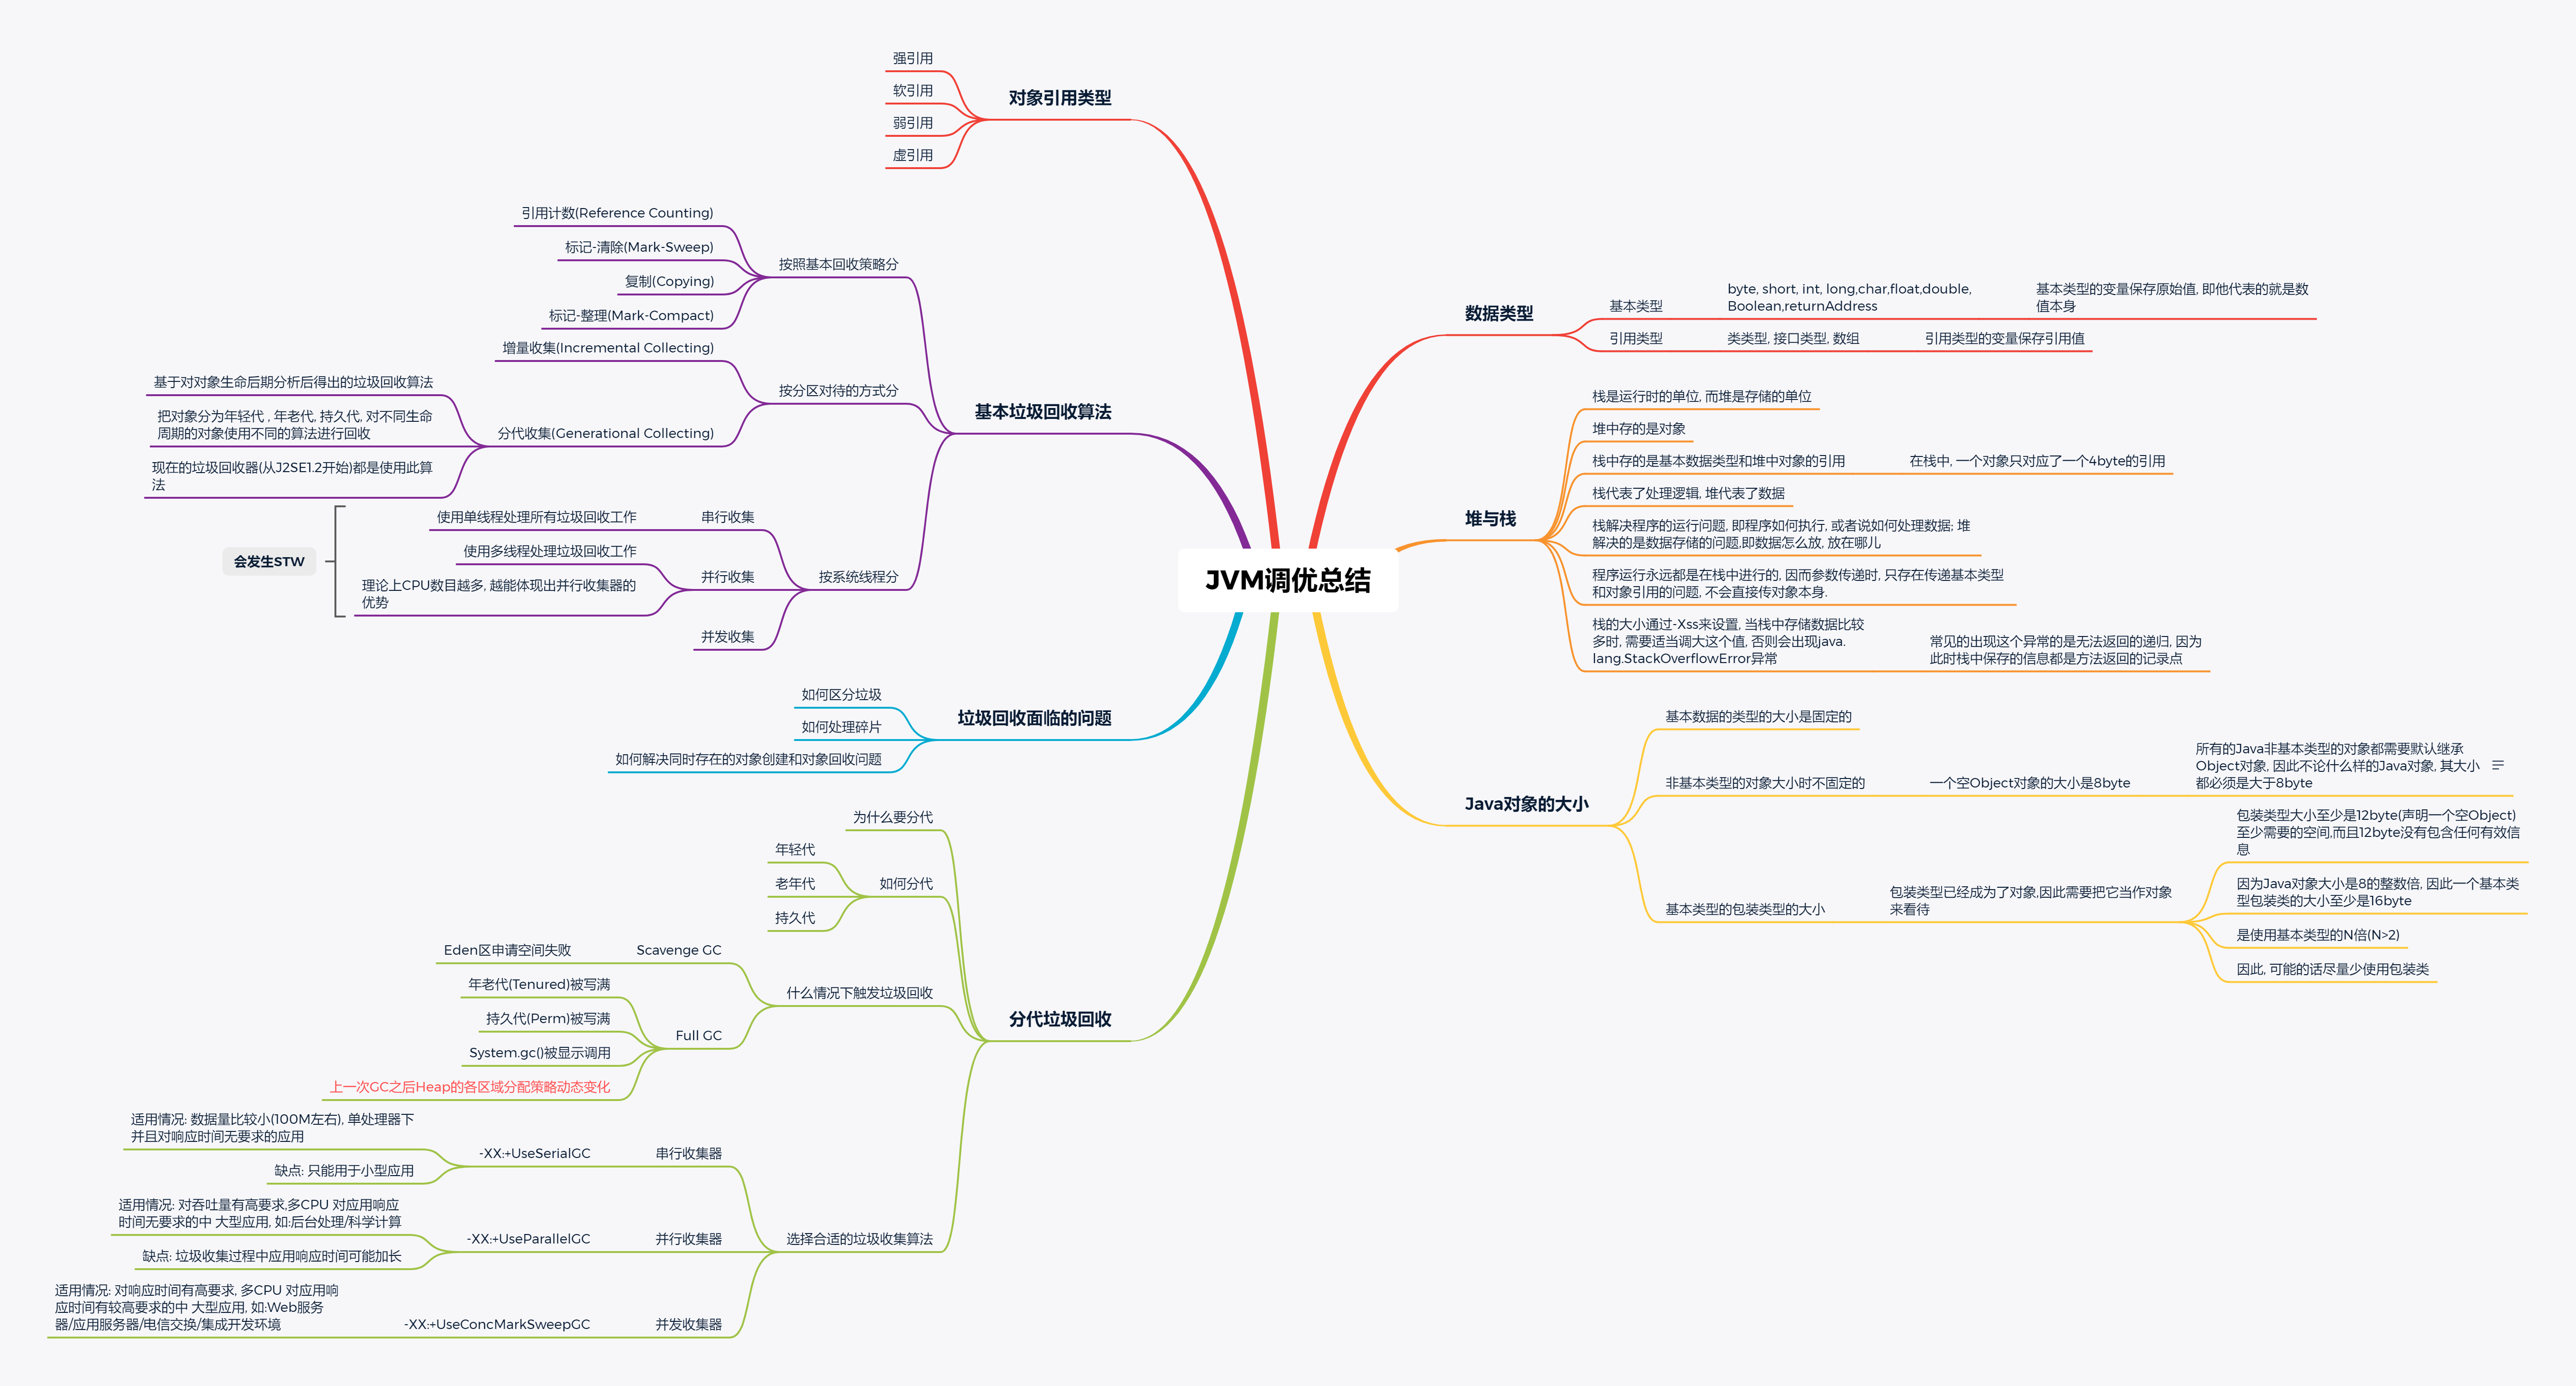 JVM调优总结
数据类型
基本类型
byte, short, int, long,char,float,double,
Boolean,returnAddress
基本类型的变量保存原始值, 即他代表的就是数
值本身
引用类型
类类型, 接口类型, 数组
引用类型的变量保存引用值
堆与栈
栈是运行时的单位, 而堆是存储的单位
堆中存的是对象
栈中存的是基本数据类型和堆中对象的引用
在栈中, 一个对象只对应了一个4byte的引用
栈代表了处理逻辑, 堆代表了数据
栈解决程序的运行问题, 即程序如何执行, 或者说如何处理数据; 堆
解决的是数据存储的问题,即数据怎么放, 放在哪儿
程序运行永远都是在栈中进行的, 因而参数传递时, 只存在传递基本类型
和对象引用的问题, 不会直接传对象本身.
栈的大小通过-Xss来设置, 当栈中存储数据比较
多时, 需要适当调大这个值, 否则会出现java.
lang.StackOverflowError异常
常见的出现这个异常的是无法返回的递归, 因为
此时栈中保存的信息都是方法返回的记录点
Java对象的大小
基本数据的类型的大小是固定的
非基本类型的对象大小时不固定的
一个空Object对象的大小是8byte
所有的Java非基本类型的对象都需要默认继承
Object对象, 因此不论什么样的Java对象, 其大小
都必须是大于8byte
基本类型的包装类型的大小
包装类型已经成为了对象,因此需要把它当作对象
来看待
包装类型大小至少是12byte(声明一个空Object)
至少需要的空间,而且12byte没有包含任何有效信
息
因为Java对象大小是8的整数倍, 因此一个基本类
型包装类的大小至少是16byte
是使用基本类型的N倍(N>2)
因此, 可能的话尽量少使用包装类
对象引用类型
强引用
软引用
弱引用
虚引用
基本垃圾回收算法
按照基本回收策略分
引用计数(Reference Counting)
标记-清除(Mark-Sweep)
复制(Copying)
标记-整理(Mark-Compact)
按分区对待的方式分
增量收集(Incremental Collecting)
分代收集(Generational Collecting)
基于对对象生命后期分析后得出的垃圾回收算法
把对象分为年轻代 , 年老代, 持久代, 对不同生命
周期的对象使用不同的算法进行回收
现在的垃圾回收器(从J2SE1.2开始)都是使用此算
法
按系统线程分
串行收集
使用单线程处理所有垃圾回收工作
并行收集
使用多线程处理垃圾回收工作
理论上CPU数目越多, 越能体现出并行收集器的
优势
并发收集
会发生STW
垃圾回收面临的问题
如何区分垃圾
如何处理碎片
如何解决同时存在的对象创建和对象回收问题
分代垃圾回收
为什么要分代
如何分代
年轻代
老年代
持久代
什么情况下触发垃圾回收
Scavenge GC
Eden区申请空间失败
Full GC
年老代(Tenured)被写满
持久代(Perm)被写满
System.gc()被显示调用
上一次GC之后Heap的各区域分配策略动态变化
选择合适的垃圾收集算法
串行收集器
-XX:+UseSerialGC
适用情况: 数据量比较小(100M左右), 单处理器下
并且对响应时间无要求的应用
缺点: 只能用于小型应用
并行收集器
-XX:+UseParallelGC
适用情况: 对吞吐量有高要求,多CPU 对应用响应
时间无要求的中 大型应用, 如:后台处理/科学计算
缺点: 垃圾收集过程中应用响应时间可能加长
并发收集器
-XX:+UseConcMarkSweepGC
适用情况: 对响应时间有高要求, 多CPU 对应用响
应时间有较高要求的中 大型应用, 如:Web服务
器/应用服务器/电信交换/集成开发环境